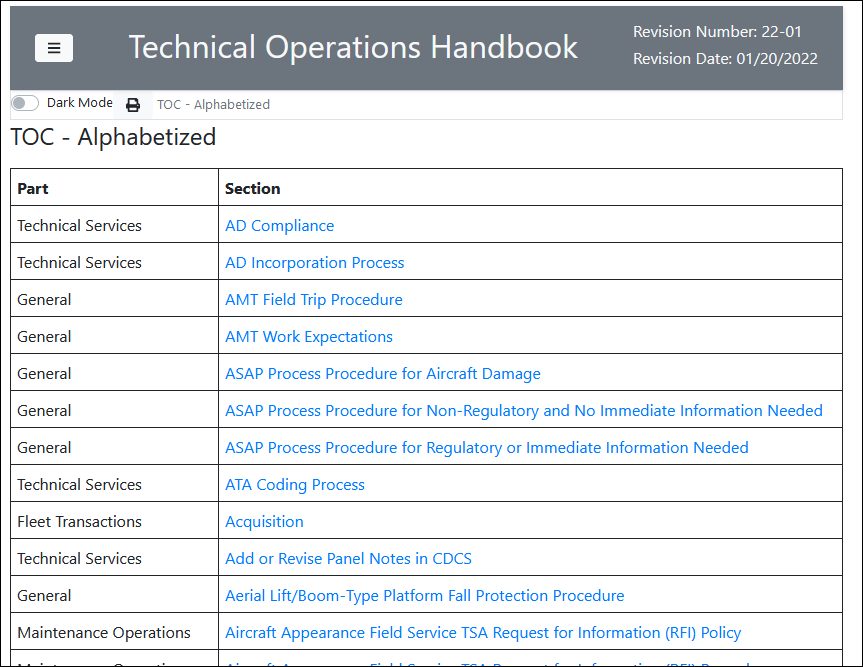 Technical Operations Handbook
Revision Number: 22-01
Revision Date: 01/20/2022
Dark Mode TOC - Alphabetized
TOC - Alphabetized
Part Section
Technical Services AD Compliance
Technical Services AD Incorporation Process
General AMT Field Trip Procedure
General AMT Work Expectations
General ASAP Process Procedure for Aircraft Damage
General ASAP Process Procedure for Non-Regulatory and No Immediate Information Needed
General ASAP Process Procedure for Regulatory or Immediate Information Needed
Technical Services ATA Coding Process
Fleet Transactions Acquisition
Technical Services Add or Revise Panel Notes in CDCS
General Aerial Lift/Boom-Type Platform Fall Protection Procedure
Maintenance Operations Aircraft Appearance Field Service TSA Request for Information (RFI) Policy